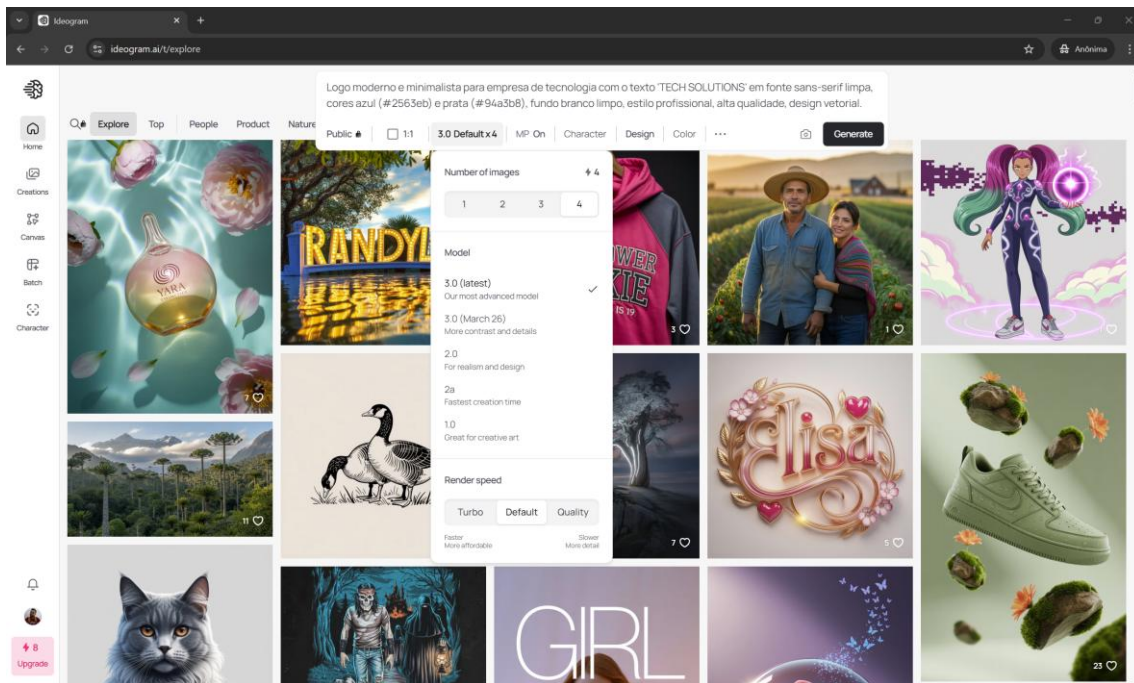 Ideogram
ideogram.ai/t/explore
Anônima
Logo moderno e minimalista para empresa de tecnologia com o texto 'TECH SOLUTIONS' em fonte sans-serif limpa,
cores azul (#2563eb) e prata (#94a3b8), fundo branco limpo, estilo profissional, alta qualidade, design vetorial.
Public 1:1 3.0 Default x4 MP On Character Design Color ... Generate
Explore Top People Product Nature
Home
Creations
Canvas
Batch
Character
8
Upgrade
Number of images 4
1 2 3 4
Model
3.0 (latest)
Our most advanced model
3.0 (March 26)
More contrast and details
2.0
For realism and design
2a
Fastest creation time
1.0
Great for creative art
Render speed
Turbo Default Quality
Faster Slower
More affordable More detail
YARA
7
RANDYL
WER
KIE
IS 19
3
1
11
7
Elisa
5
GIRL
23